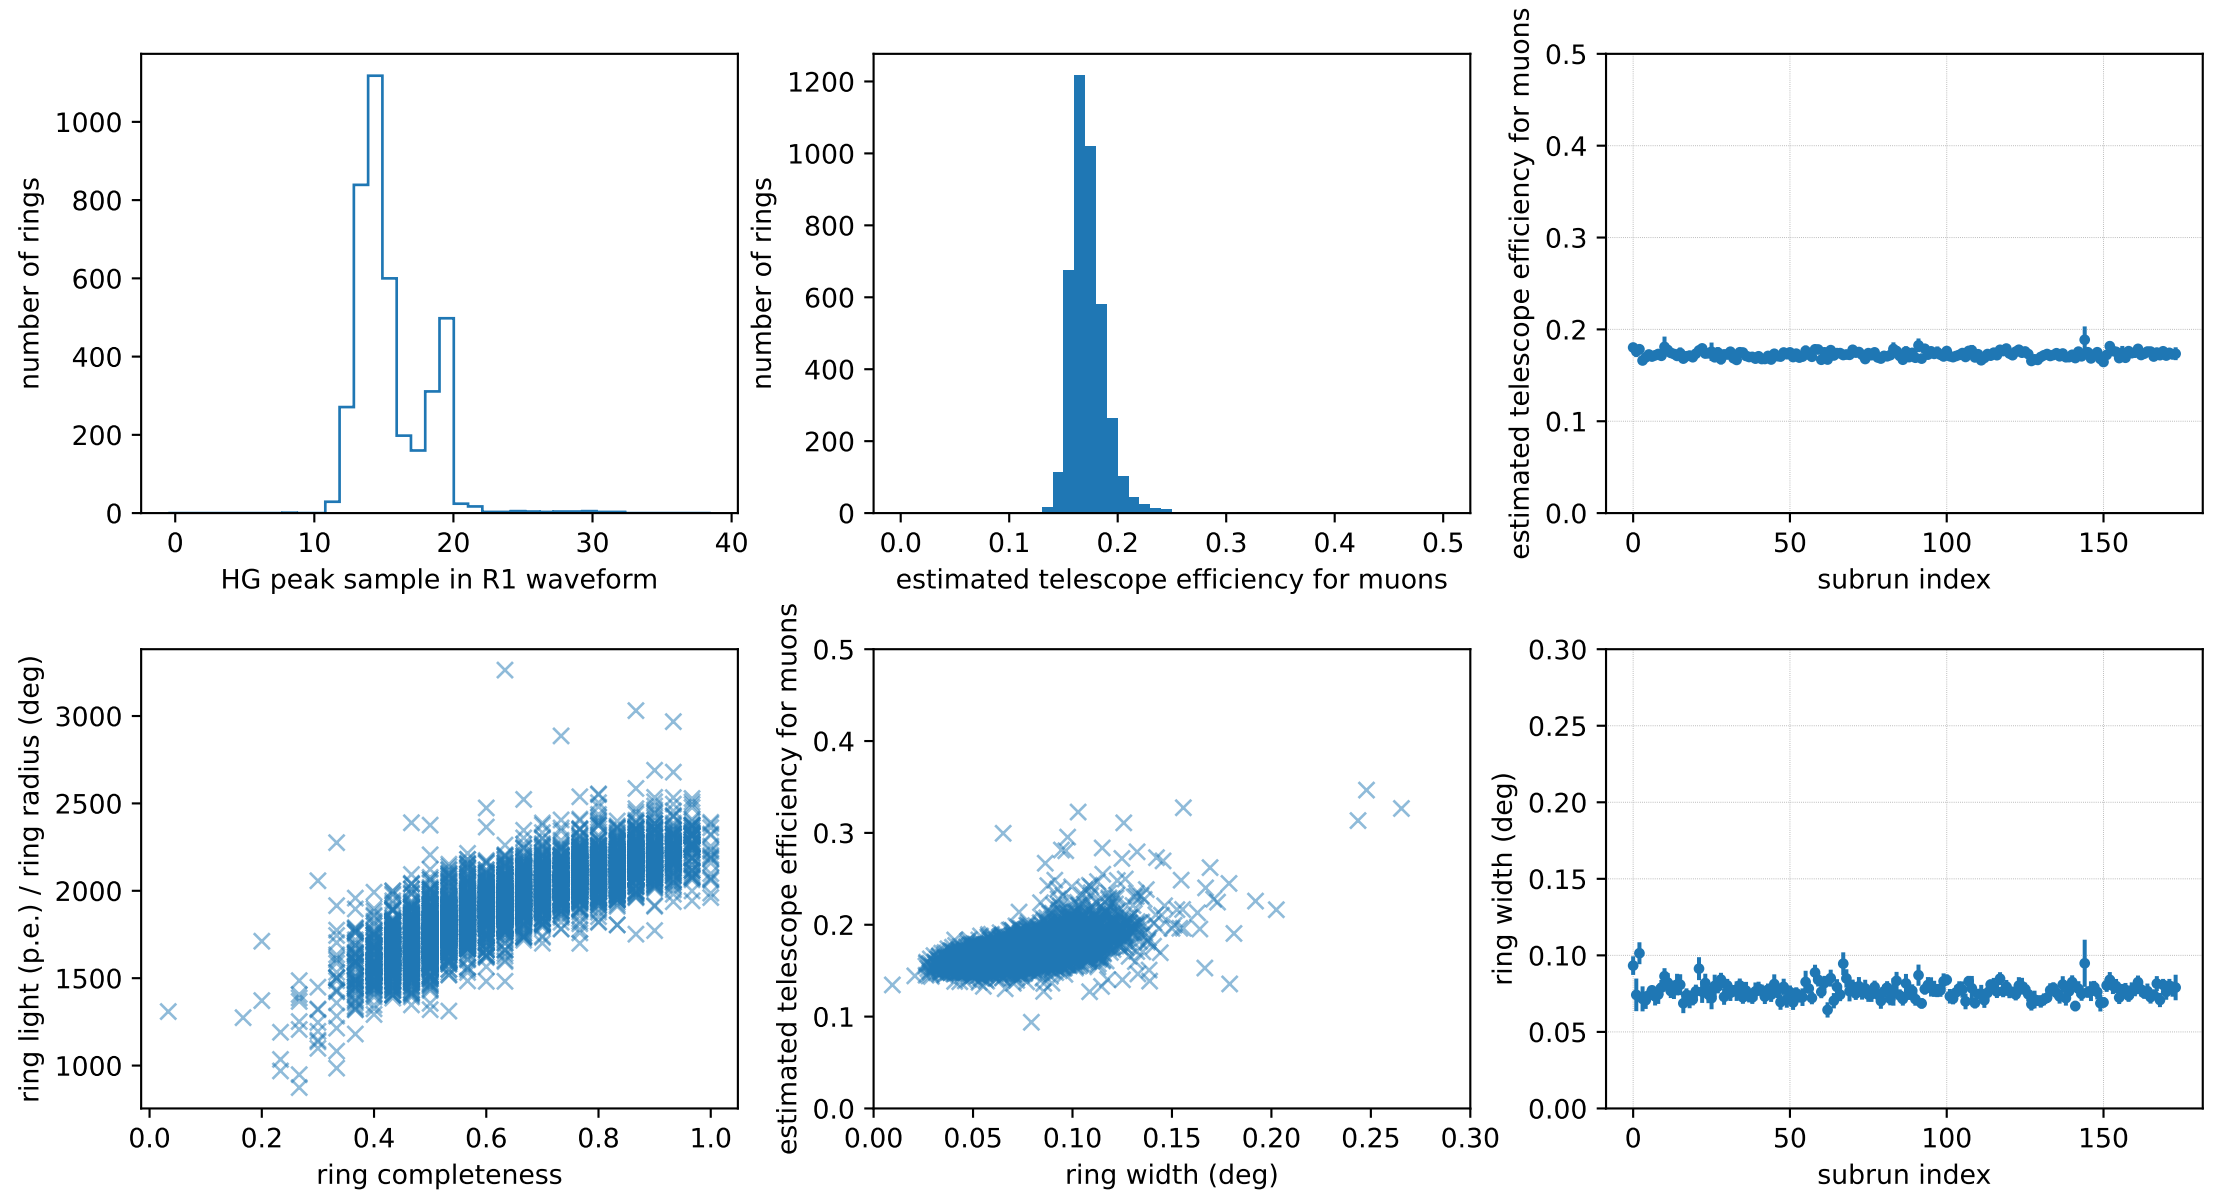 number of rings
1000
800
600
400
200
0
0 10 20 30 40
HG peak sample in R1 waveform
number of rings
1200
1000
800
600
400
200
0
0.0 0.1 0.2 0.3 0.4 0.5
estimated telescope efficiency for muons
estimated telescope efficiency for muons
0.5
0.4
0.3
0.2
0.1
0.0
0 50 100 150
subrun index
ring light (p.e.) / ring radius (deg)
3000
2500
2000
1500
1000
0.0 0.2 0.4 0.6 0.8 1.0
ring completeness
estimated telescope efficiency for muons
0.5
0.4
0.3
0.2
0.1
0.0
0.00 0.05 0.10 0.15 0.20 0.25 0.30
ring width (deg)
ring width (deg)
0.30
0.25
0.20
0.15
0.10
0.05
0.00
0 50 100 150
subrun index